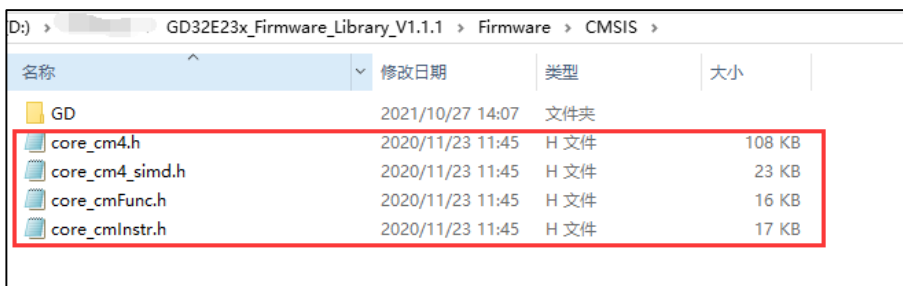 D:) › GD32E23x_Firmware_Library_V1.1.1 › Firmware › CMSIS ›
名称 修改日期 类型 大小
GD 2021/10/27 14:07 文件夹
core_cm4.h 2020/11/23 11:45 H 文件 108 KB
core_cm4_simd.h 2020/11/23 11:45 H 文件 23 KB
core_cmFunc.h 2020/11/23 11:45 H 文件 16 KB
core_cmInstr.h 2020/11/23 11:45 H 文件 17 KB